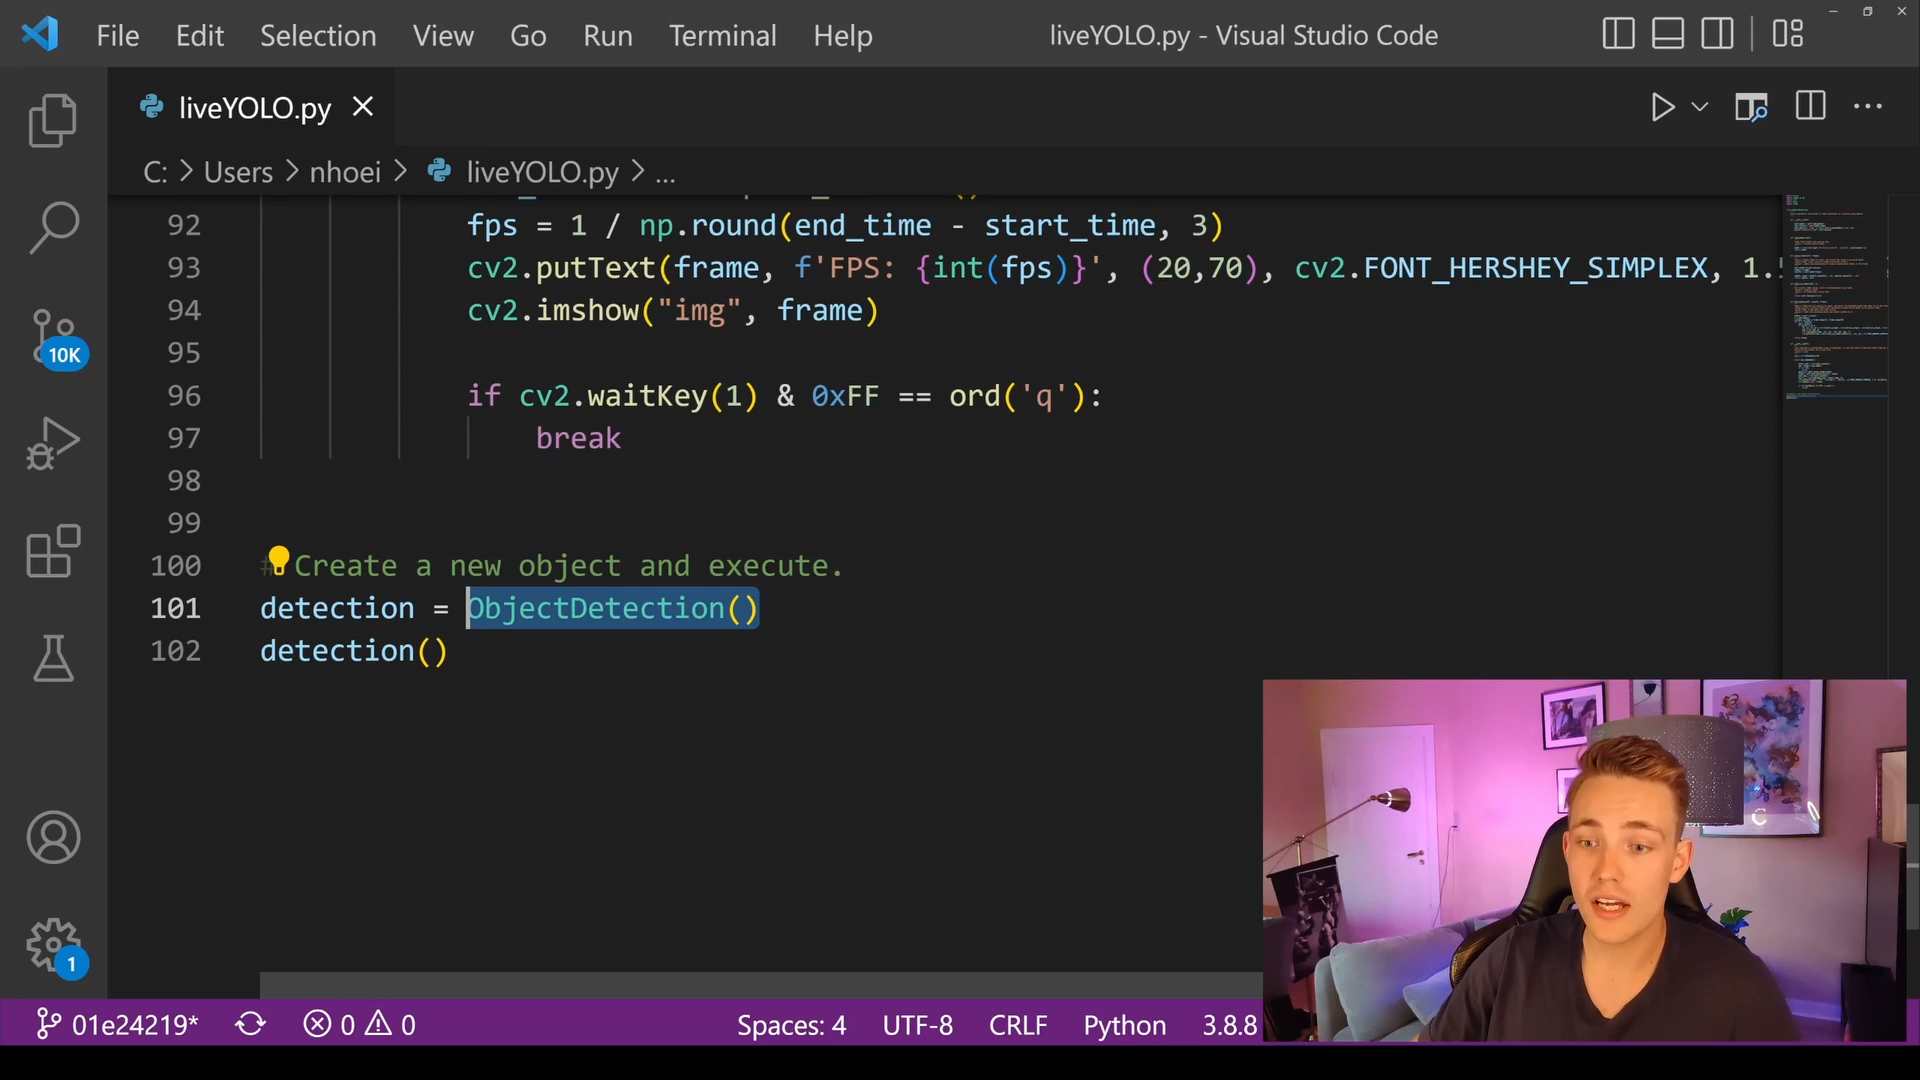 File Edit Selection View Go Run Terminal Help
liveYOLO.py - Visual Studio Code
liveYOLO.py
C: > Users > nhoei > liveYOLO.py > ...
92 fps = 1 / np.round(end_time - start_time, 3)
93 cv2.putText(frame, f'FPS: {int(fps)}', (20,70), cv2.FONT_HERSHEY_SIMPLEX, 1.
94 cv2.imshow("img", frame)
95
96 if cv2.waitKey(1) & 0xFF == ord('q'):
97 break
98
99
100 # Create a new object and execute.
101 detection = ObjectDetection()
102 detection()
10K
1
01e24219* 0 0 Spaces: 4 UTF-8 CRLF Python 3.8.8